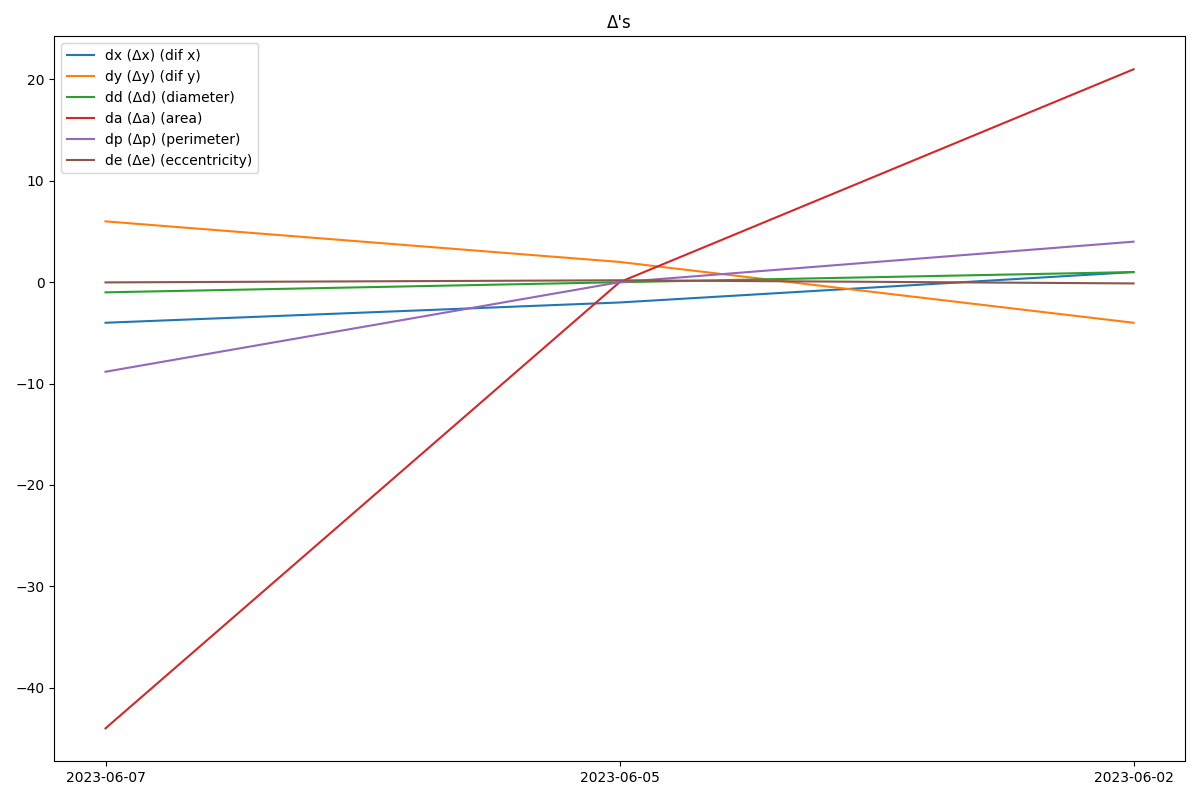 Δ's
dx (Δx) (dif x)
dy (Δy) (dif y)
dd (Δd) (diameter)
da (Δa) (area)
dp (Δp) (perimeter)
de (Δe) (eccentricity)
20
10
0
−10
−20
−30
−40
2023-06-07
2023-06-05
2023-06-02